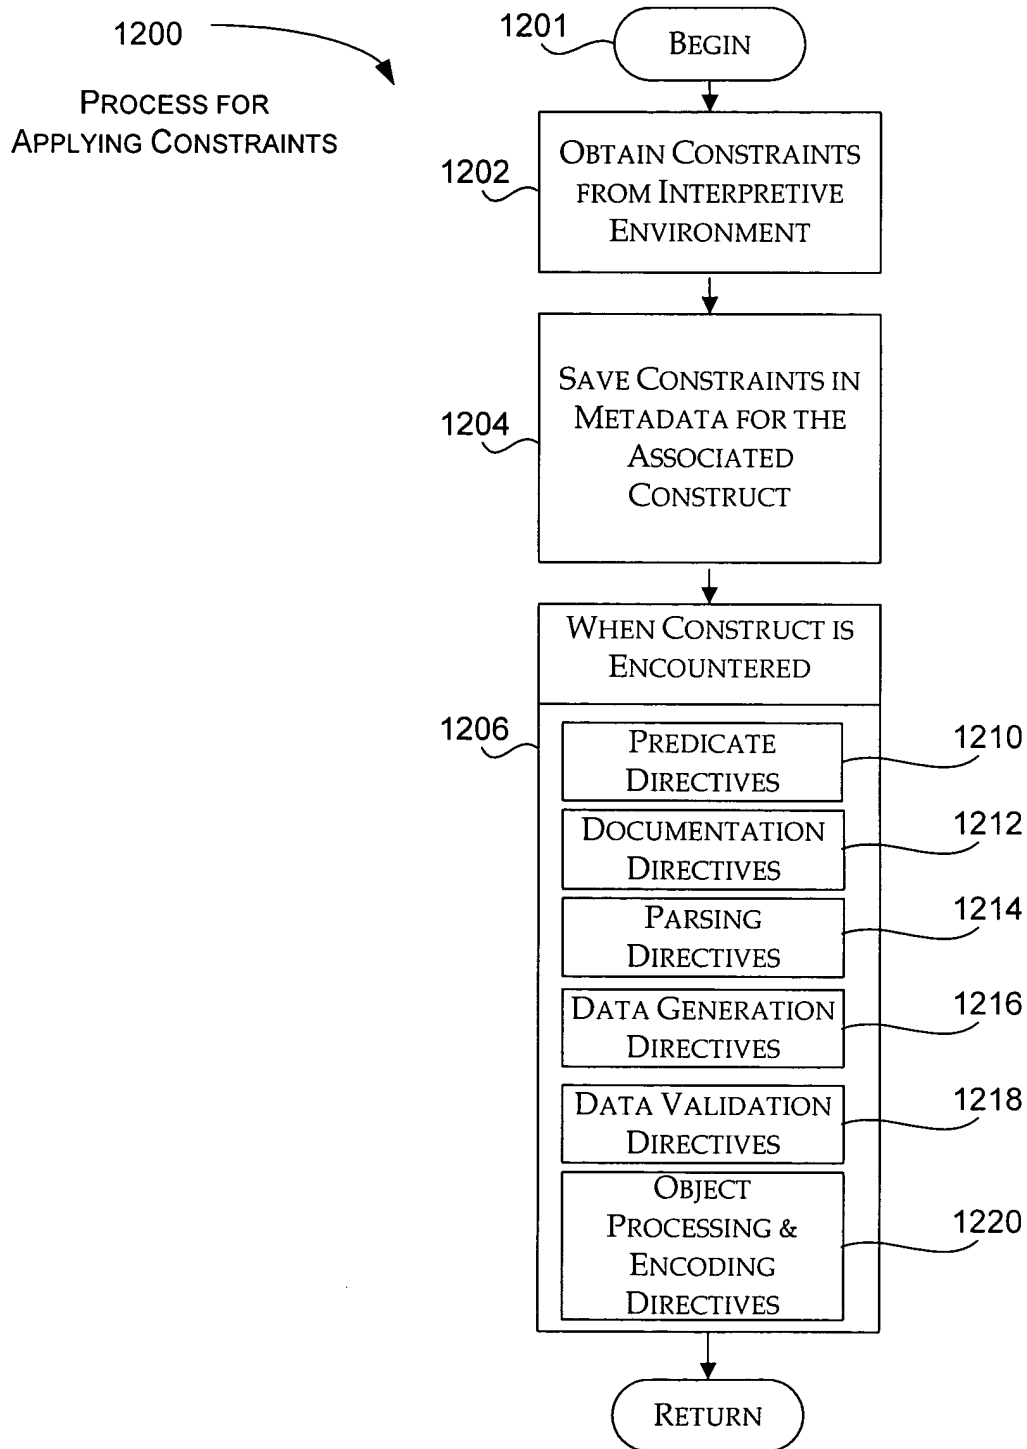 1200
PROCESS FOR
APPLYING CONSTRAINTS
1201
BEGIN
1202
OBTAIN CONSTRAINTS
FROM INTERPRETIVE
ENVIRONMENT
1204
SAVE CONSTRAINTS IN
METADATA FOR THE
ASSOCIATED
CONSTRUCT
WHEN CONSTRUCT IS
ENCOUNTERED
1206
PREDICATE
DIRECTIVES
1210
DOCUMENTATION
DIRECTIVES
1212
PARSING
DIRECTIVES
1214
DATA GENERATION
DIRECTIVES
1216
DATA VALIDATION
DIRECTIVES
1218
OBJECT
PROCESSING &
ENCODING
DIRECTIVES
1220
RETURN